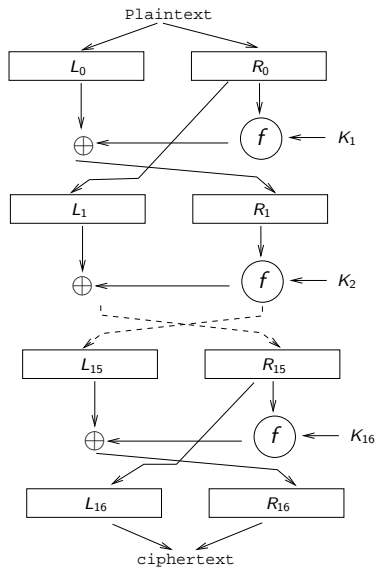 Plaintext
L₀ R₀
⊕ f K₁
L₁ R₁
⊕ f K₂
L₁₅ R₁₅
⊕ f K₁₆
L₁₆ R₁₆
ciphertext